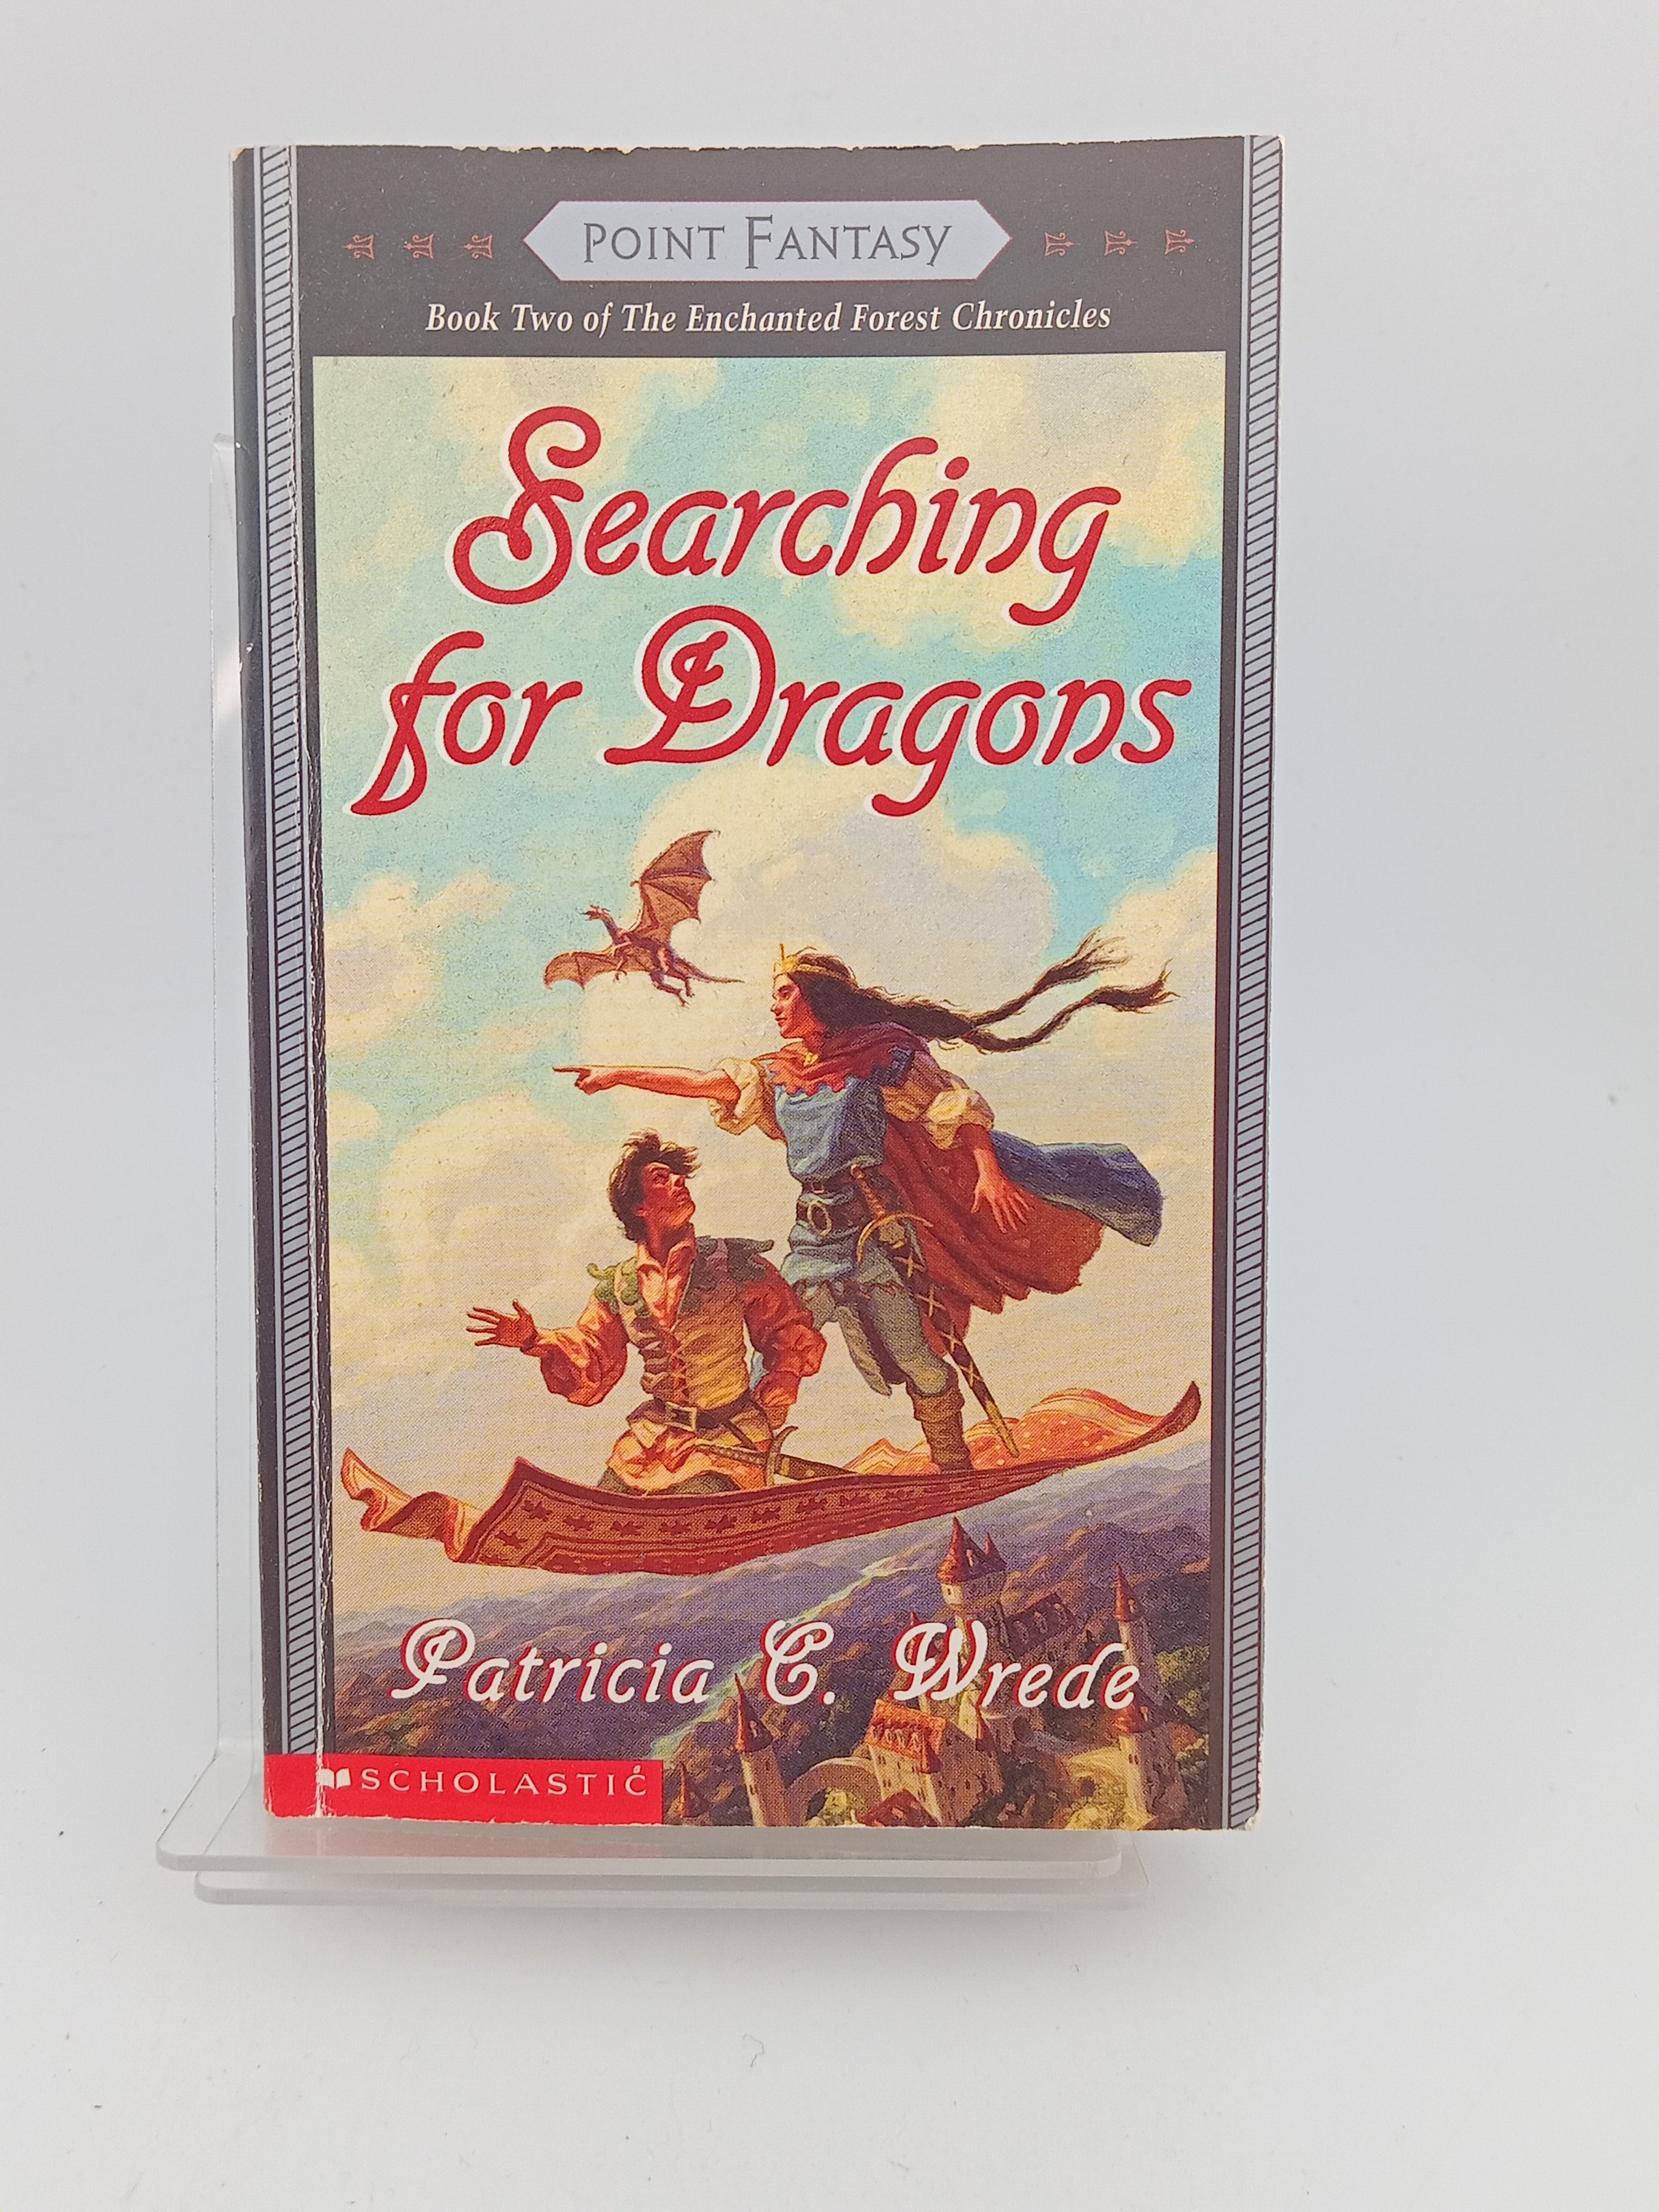 POINT FANTASY
Book Two of The Enchanted Forest Chronicles
Searching
for Dragons
Patricia C. Wrede
SCHOLASTIC